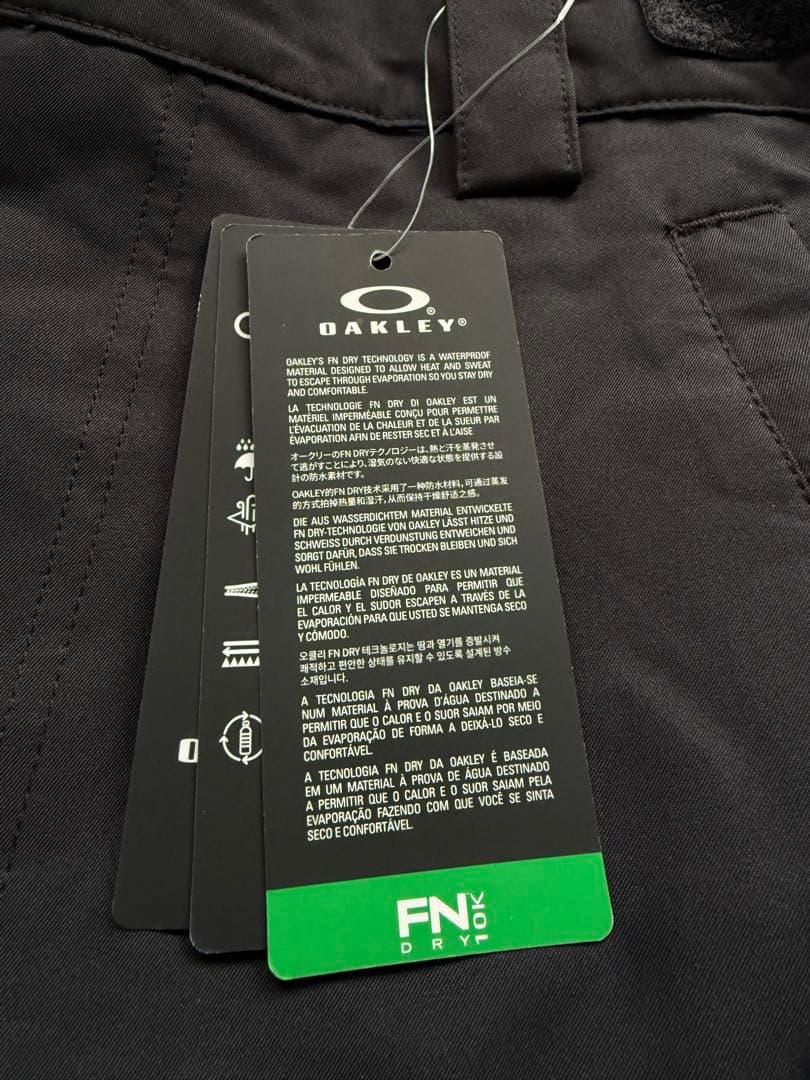 OAKLEY®
OAKLEY'S FN DRY TECHNOLOGY IS A WATERPROOF
MATERIAL DESIGNED TO ALLOW HEAT AND SWEAT
TO ESCAPE THROUGH EVAPORATION SO YOU STAY DRY
AND COMFORTABLE.
LA TECHNOLOGIE FN DRY DI OAKLEY EST UN
MATÉRIEL IMPERMÉABLE CONÇU POUR PERMETTRE
L'ÉVACUATION DE LA CHALEUR ET DE LA SUEUR PAR
ÉVAPORATION AFIN DE RESTER SEC ET À L'AISE
オークリーのFN DRYテクノロジーは、熱と汗を蒸発させ
て逃がすことにより、湿気のない快適な状態を提供する設
計の防水素材です。
OAKLEY的FN DRY技术采用了一种防水材料，可通过蒸发
的方式拍掉热量和湿汗，从而保持干燥舒适之感。
DIE AUS WASSERDICHTEM MATERIAL ENTWICKELTE
FN DRY-TECHNOLOGIE VON OAKLEY LÄSST HITZE UND
SCHWEISS DURCH VERDUNSTUNG ENTWEICHEN UND
SORGT DAFÜR, DASS SIE TROCKEN BLEIBEN UND SICH
WOHL FÜHLEN.
LA TECNOLOGÍA FN DRY DE OAKLEY ES UN MATERIAL
IMPERMEABLE DISEÑADO PARA PERMITIR QUE
EL CALOR Y EL SUDOR ESCAPEN A TRAVÉS DE LA
EVAPORACIÓN PARA QUE USTED SE MANTENGA SECO
Y CÓMODO.
오클리 FN DRY 테크놀로지는 땀과 열기를 증발시켜
쾌적하고 편안한 상태를 유지할 수 있도록 설계된 방수
소재입니다.
A TECNOLOGIA FN DRY DA OAKLEY BASEIA-SE
NUM MATERIAL À PROVA D'ÁGUA DESTINADO A
PERMITIR QUE O CALOR E O SUOR SAIAM POR MEIO
DA EVAPORAÇÃO DE FORMA A DEIXÁ-LO SECO E
CONFORTÁVEL.
A TECNOLOGIA FN DRY DA OAKLEY É BASEADA
EM UM MATERIAL À PROVA DE ÁGUA DESTINADO
A PERMITIR QUE O CALOR E O SUOR SAIAM PELA
EVAPORAÇÃO FAZENDO COM QUE VOCÊ SE SINTA
SECO E CONFORTÁVEL.
FN
DRY 10K